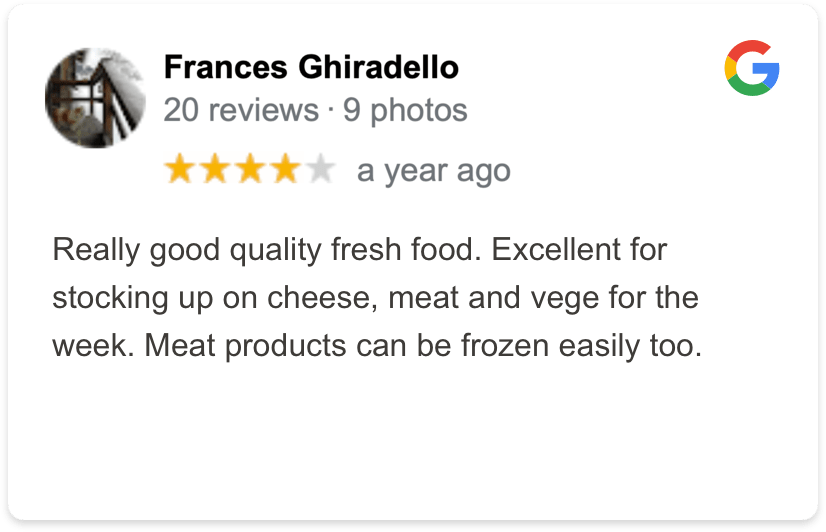 Frances Ghiradello
20 reviews · 9 photos
a year ago
Really good quality fresh food. Excellent for
stocking up on cheese, meat and vege for the
week. Meat products can be frozen easily too.